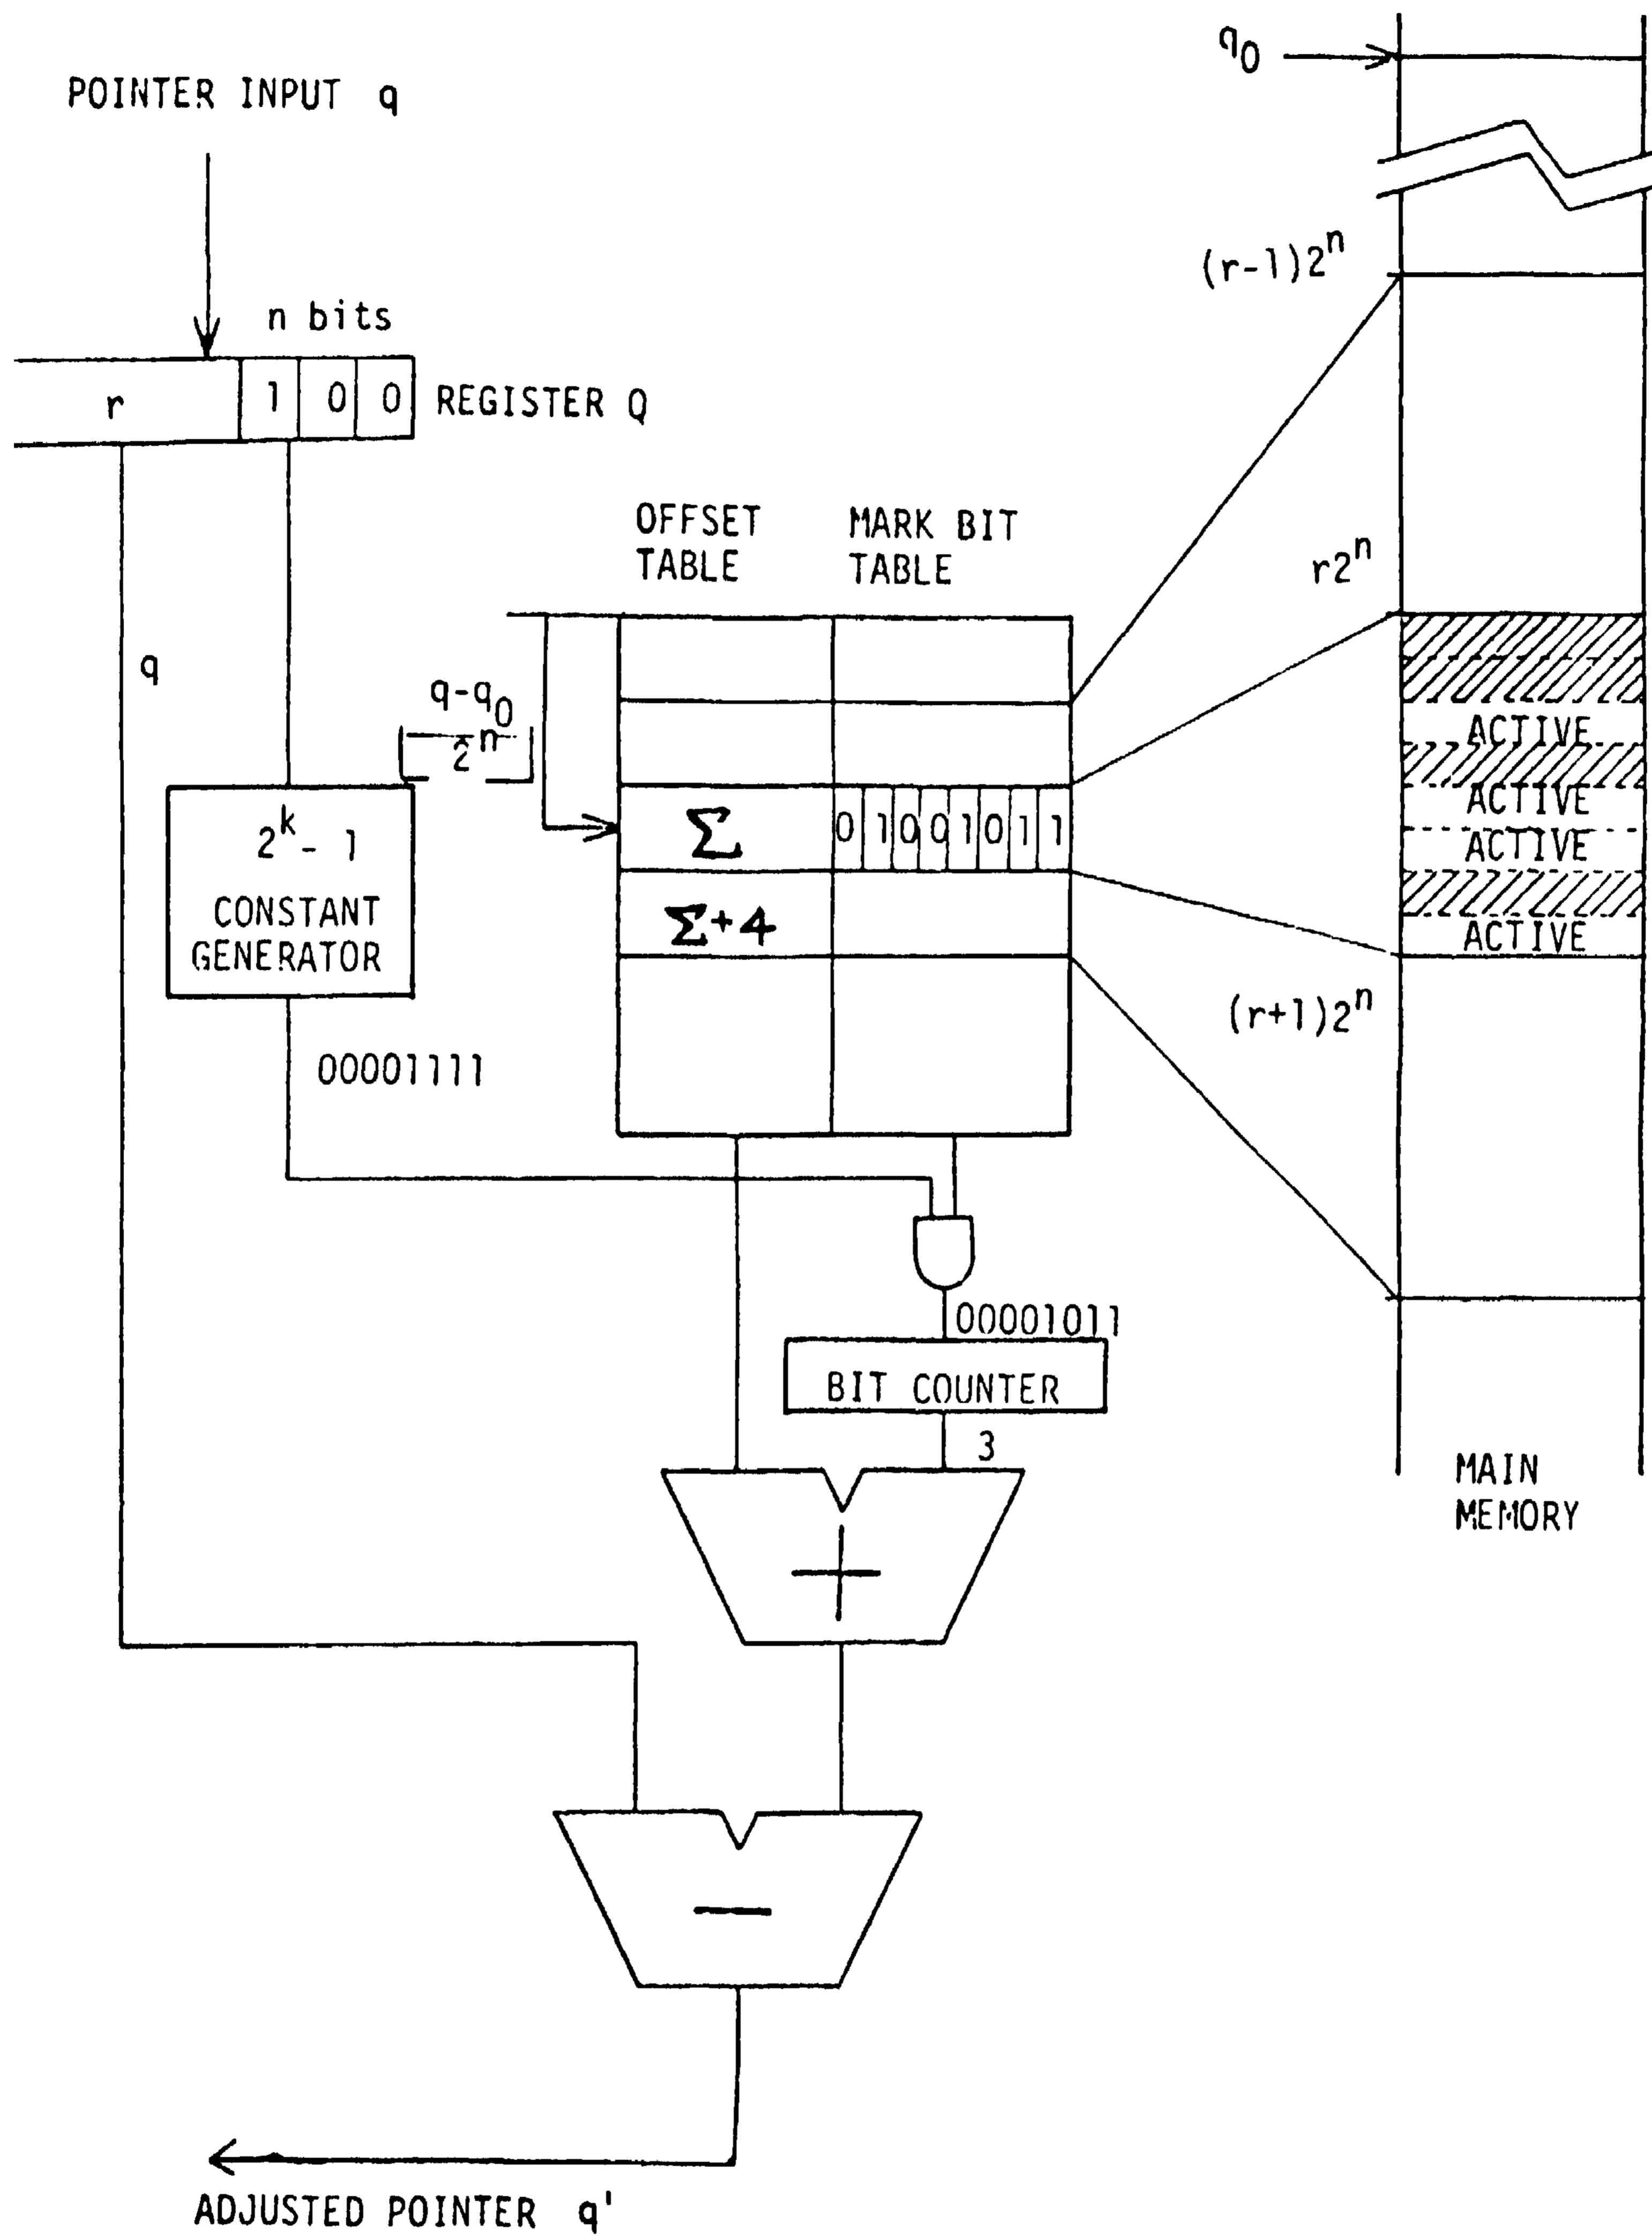 POINTER INPUT q
n bits
r 1 0 0 REGISTER Q
q
2^k - 1
CONSTANT
GENERATOR
00001111
q-q0
2^n
OFFSET
TABLE
MARK BIT
TABLE
Σ 0 1 0 0 1 0 1 1
Σ+4
00001011
BIT COUNTER
3
+
−
ADJUSTED POINTER q'
q0
(r-1)2^n
r2^n
ACTIVE
ACTIVE
ACTIVE
ACTIVE
(r+1)2^n
MAIN
MEMORY